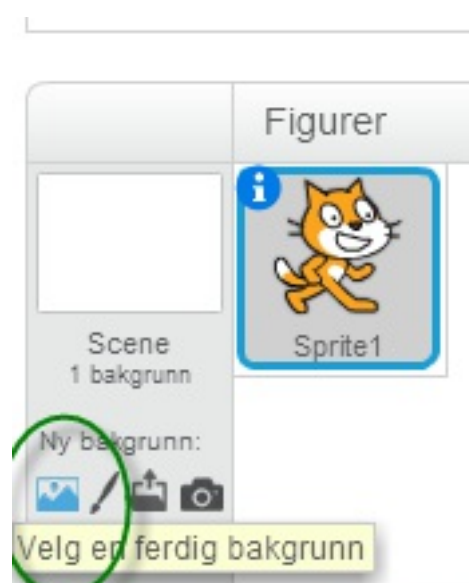 Figurer
Sprite1
Scene
1 bakgrunn
Ny bakgrunn:
Velg en ferdig bakgrunn